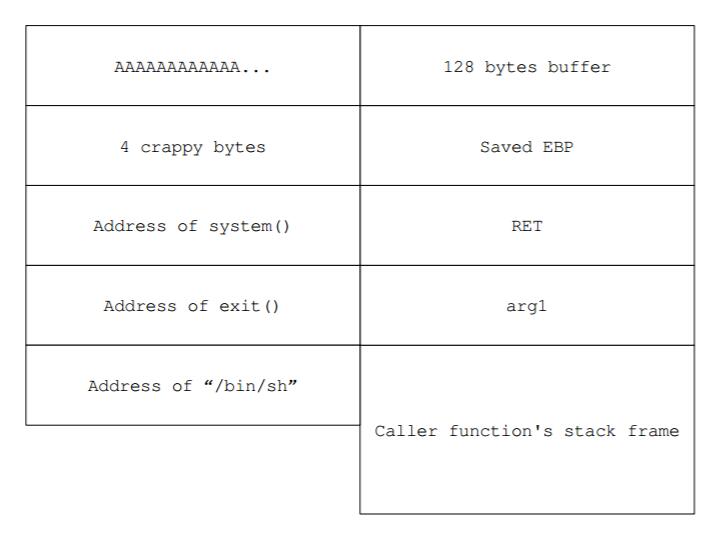 AAAAAAAAAAAA... 128 bytes buffer
4 crappy bytes Saved EBP
Address of system() RET
Address of exit() arg1
Address of “/bin/sh”
Caller function's stack frame